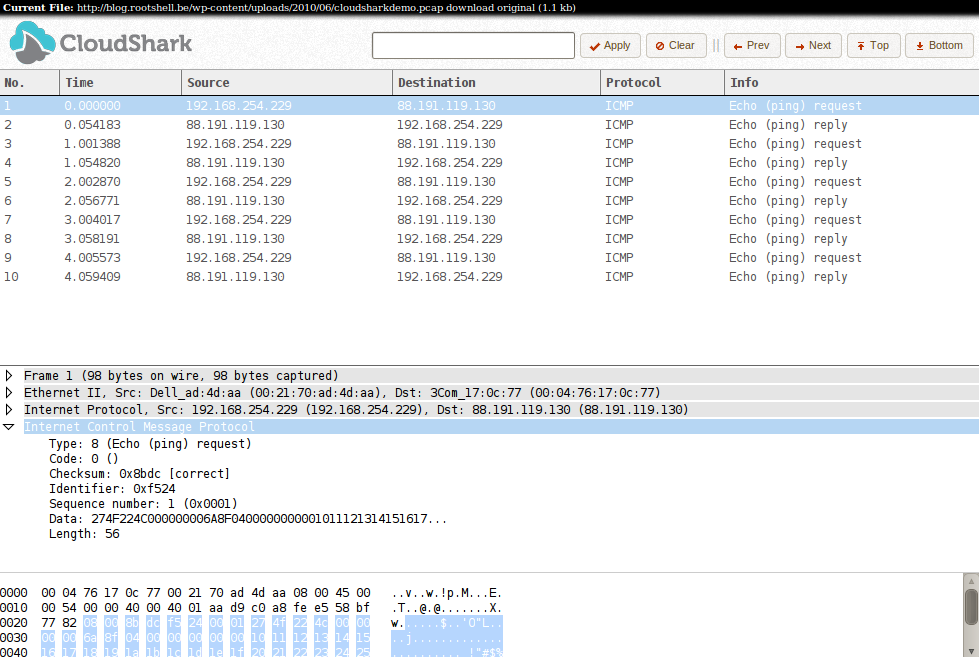 Current File: http://blog.rootshell.be/wp-content/uploads/2010/06/cloudsharkdemo.pcap download original (1.1 kb)
CloudShark Apply Clear Prev Next Top Bottom
No. Time Source Destination Protocol Info
1 0.000000 192.168.254.229 88.191.119.130 ICMP Echo (ping) request
2 0.054183 88.191.119.130 192.168.254.229 ICMP Echo (ping) reply
3 1.001388 192.168.254.229 88.191.119.130 ICMP Echo (ping) request
4 1.054820 88.191.119.130 192.168.254.229 ICMP Echo (ping) reply
5 2.002870 192.168.254.229 88.191.119.130 ICMP Echo (ping) request
6 2.056771 88.191.119.130 192.168.254.229 ICMP Echo (ping) reply
7 3.004017 192.168.254.229 88.191.119.130 ICMP Echo (ping) request
8 3.058191 88.191.119.130 192.168.254.229 ICMP Echo (ping) reply
9 4.005573 192.168.254.229 88.191.119.130 ICMP Echo (ping) request
10 4.059409 88.191.119.130 192.168.254.229 ICMP Echo (ping) reply
Frame 1 (98 bytes on wire, 98 bytes captured)
Ethernet II, Src: Dell_ad:4d:aa (00:21:70:ad:4d:aa), Dst: 3Com_17:0c:77 (00:04:76:17:0c:77)
Internet Protocol, Src: 192.168.254.229 (192.168.254.229), Dst: 88.191.119.130 (88.191.119.130)
Internet Control Message Protocol
Type: 8 (Echo (ping) request)
Code: 0 ()
Checksum: 0x8bdc [correct]
Identifier: 0xf524
Sequence number: 1 (0x0001)
Data: 274F224C000000006A8F0400000000001011121314151617...
Length: 56
0000 00 04 76 17 0c 77 00 21 70 ad 4d aa 08 00 45 00 ..v..w.!p.M...E.
0010 00 54 00 00 40 00 40 01 aa d9 c0 a8 fe e5 58 bf .T..@.@.......X.
0020 77 82 08 00 8b dc f5 24 00 01 27 4f 22 4c 00 00 w......$..'O"L..
0030 00 00 6a 8f 04 00 00 00 00 00 10 11 12 13 14 15 ..j.............
0040 16 17 18 19 1a 1b 1c 1d 1e 1f 20 21 22 23 24 25 .......... !"#$%